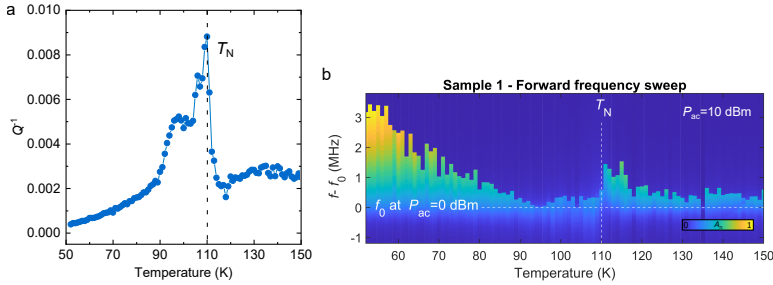 a
0.010
0.008
0.006
0.004
0.002
0.000
Q⁻¹
T_N
50 70 90 110 130 150
Temperature (K)
b
Sample 1 - Forward frequency sweep
T_N
P_ac=10 dBm
3
2
1
0
-1
f- f_0 (MHz)
f_0 at P_ac=0 dBm
0 A_n 1
60 70 80 90 100 110 120 130 140 150
Temperature (K)